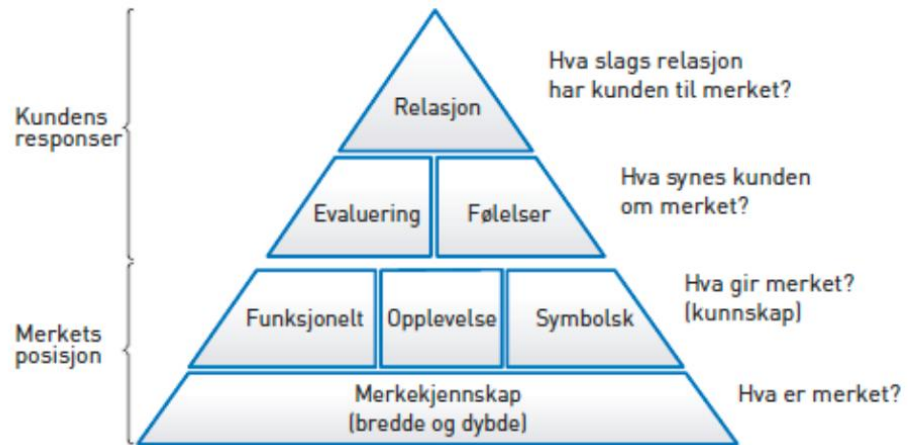 Hva slags relasjon
har kunden til merket?
Relasjon
Kundens
responser
Hva synes kunden
om merket?
Evaluering
Følelser
Hva gir merket?
(kunnskap)
Funksjonelt
Opplevelse
Symbolsk
Merkets
posisjon
Merkekjennskap
(bredde og dybde)
Hva er merket?